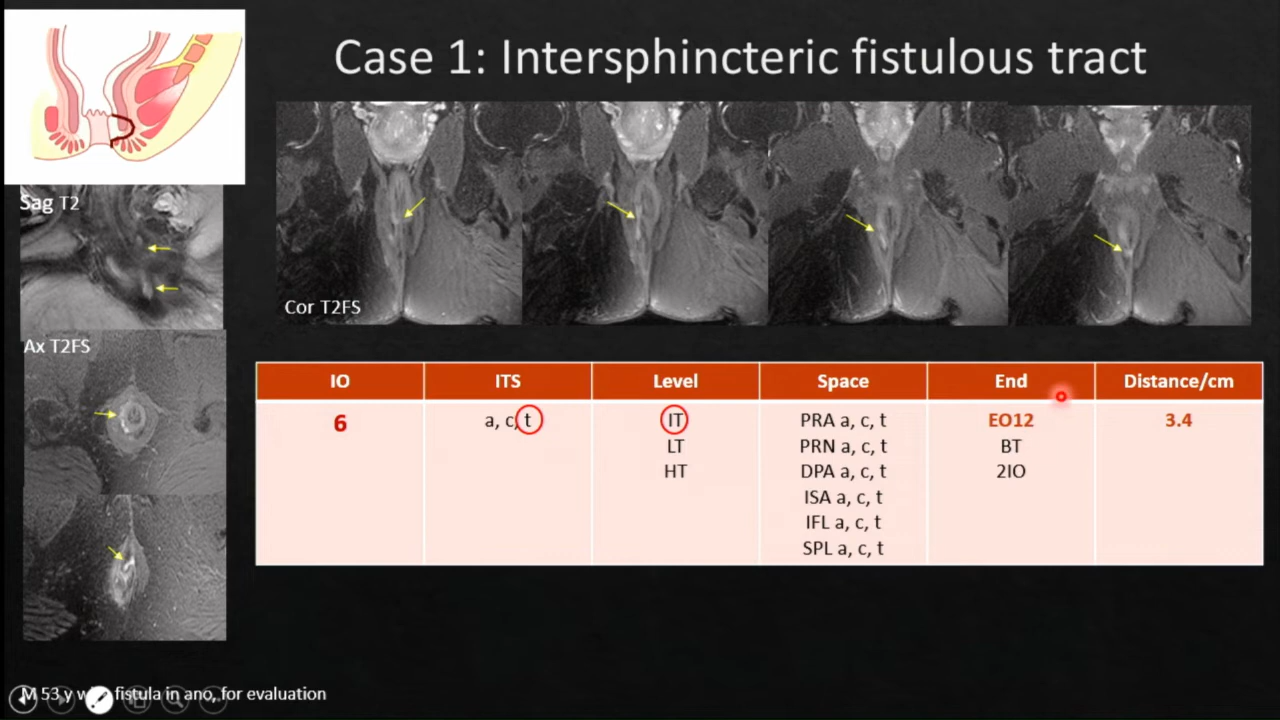 Case 1: Intersphincteric fistulous tract
Sag T2
Cor T2FS
Ax T2FS
IO ITS Level Space End Distance/cm
6 a, c, t IT PRA a, c, t EO12 3.4
LT PRN a, c, t BT
HT DPA a, c, t 2IO
ISA a, c, t
IFL a, c, t
SPL a, c, t
M 53 y fistula in ano, for evaluation